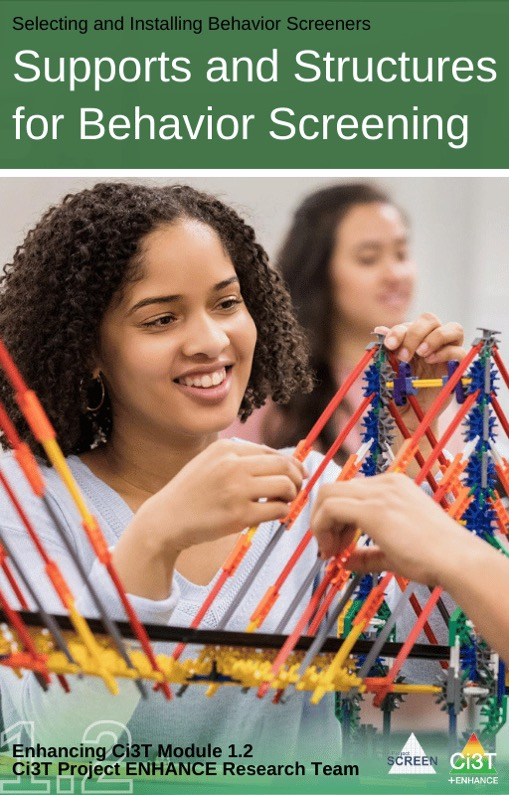 Selecting and Installing Behavior Screeners
Supports and Structures
for Behavior Screening
1.2
Enhancing Ci3T Module 1.2
Ci3T Project ENHANCE Research Team
Project
SCREEN
Ci3T
+ENHANCE